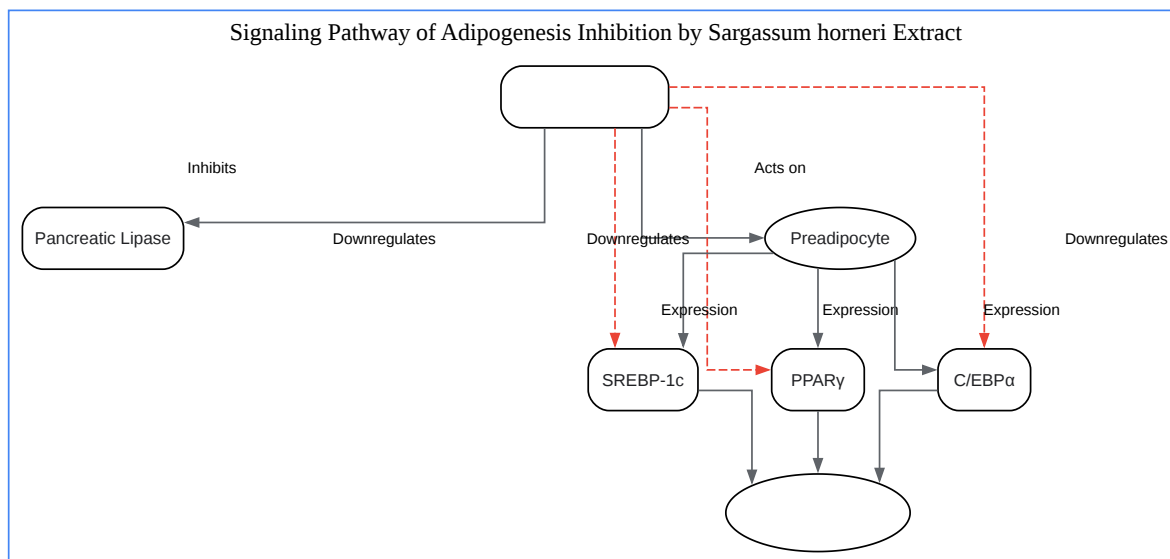 Signaling Pathway of Adipogenesis Inhibition by Sargassum horneri Extract
Inhibits
Acts on
Pancreatic Lipase
Downregulates
Downregulates
Preadipocyte
Downregulates
Expression
Expression
Expression
SREBP-1c
PPARγ
C/EBPα